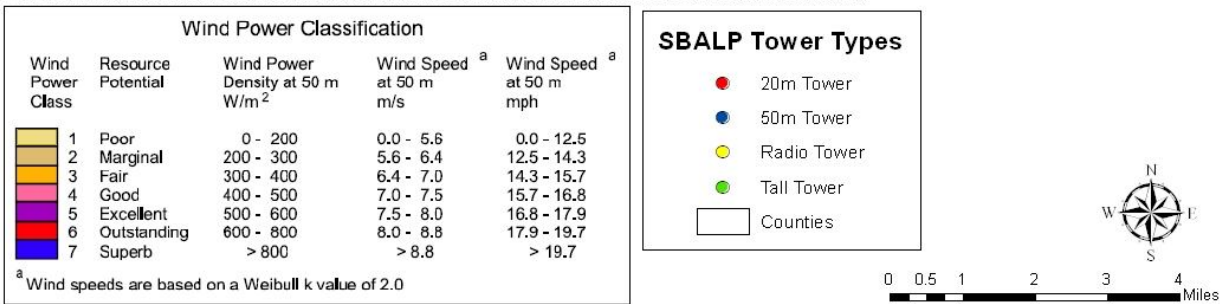 Wind Power Classification
Wind Power Class Resource Potential Wind Power Density at 50 m W/m² Wind Speed a at 50 m m/s Wind Speed a at 50 m mph
1 Poor 0 - 200 0.0 - 5.6 0.0 - 12.5
2 Marginal 200 - 300 5.6 - 6.4 12.5 - 14.3
3 Fair 300 - 400 6.4 - 7.0 14.3 - 15.7
4 Good 400 - 500 7.0 - 7.5 15.7 - 16.8
5 Excellent 500 - 600 7.5 - 8.0 16.8 - 17.9
6 Outstanding 600 - 800 8.0 - 8.8 17.9 - 19.7
7 Superb > 800 > 8.8 > 19.7
a Wind speeds are based on a Weibull k value of 2.0
SBALP Tower Types
20m Tower
50m Tower
Radio Tower
Tall Tower
Counties
N
W E
S
0 0.5 1 2 3 4
Miles